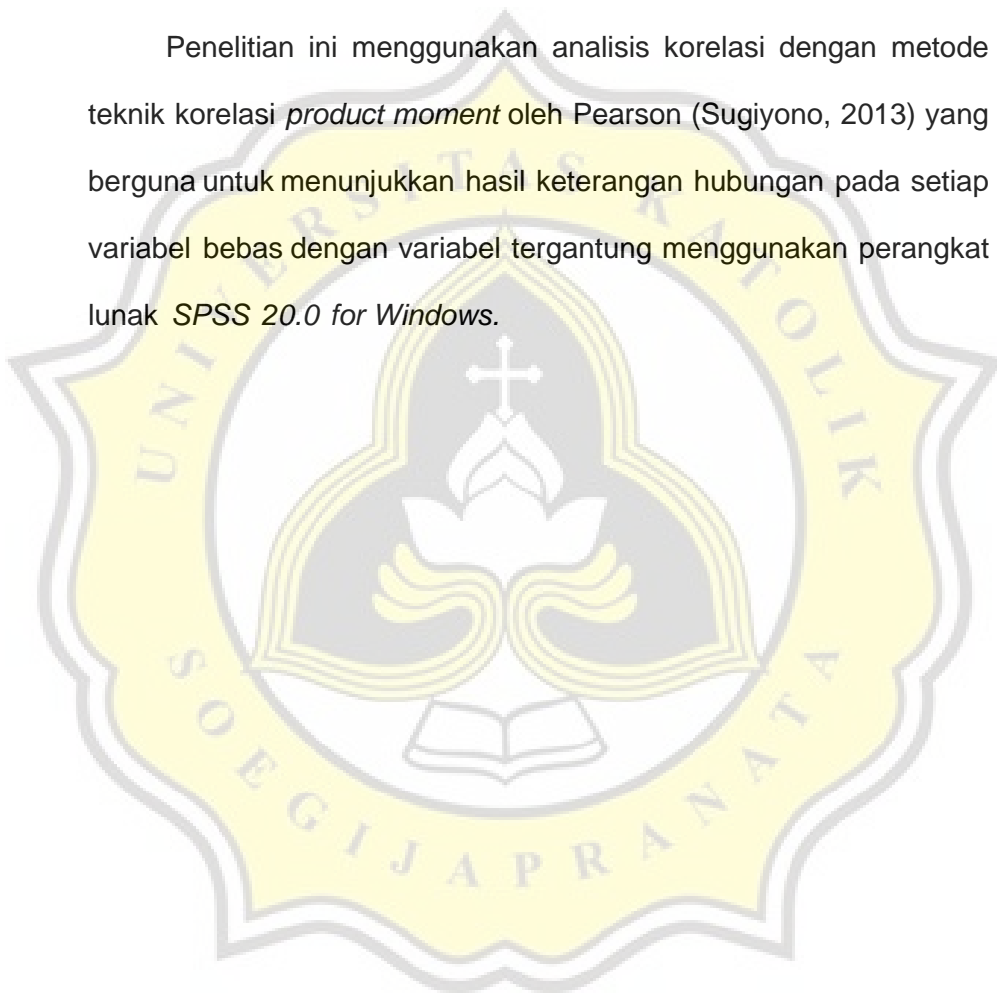 Penelitian ini menggunakan analisis korelasi dengan metode
teknik korelasi product moment oleh Pearson (Sugiyono, 2013) yang
berguna untuk menunjukkan hasil keterangan hubungan pada setiap
variabel bebas dengan variabel tergantung menggunakan perangkat
lunak SPSS 20.0 for Windows.
UNIVERSITAS KATOLIK
SOEGIJAPRANATA